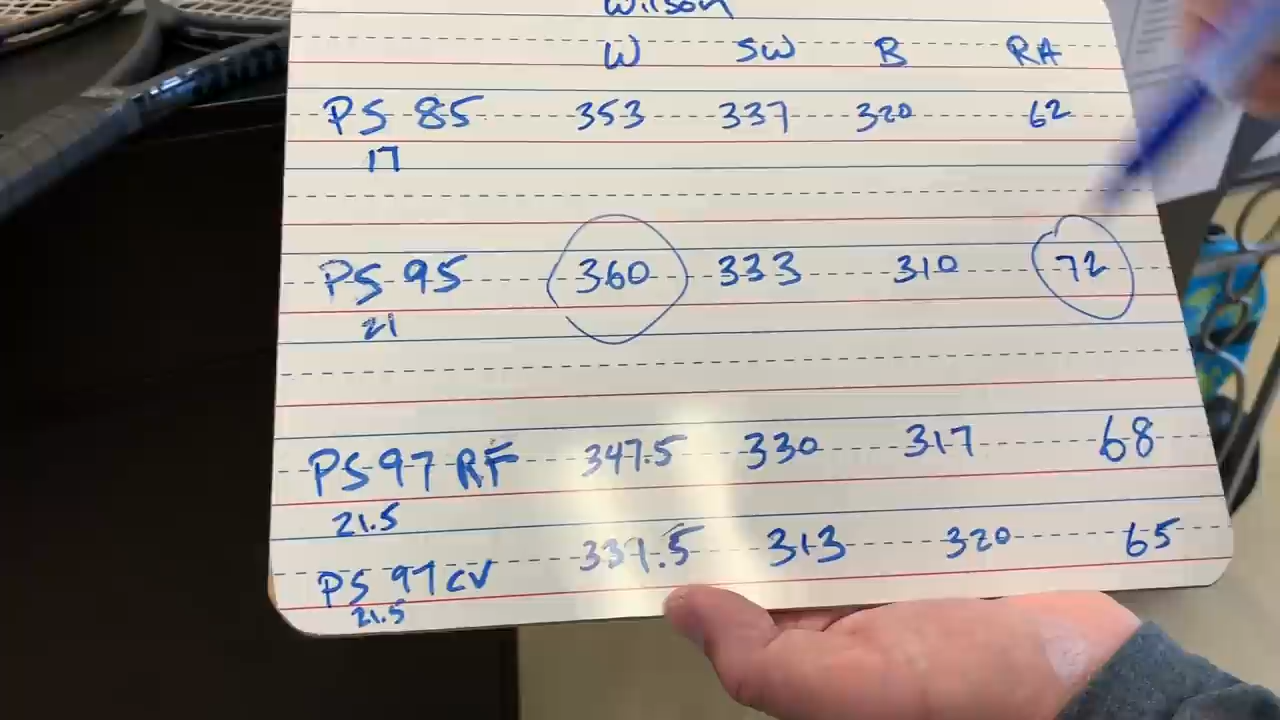 Wilson
W SW B RA
PS 85 353 337 320 62
17
PS 95 360 333 310 72
21
PS 97 RF 347.5 330 317 68
21.5
PS 97 CV 337.5 313 320 65
21.5